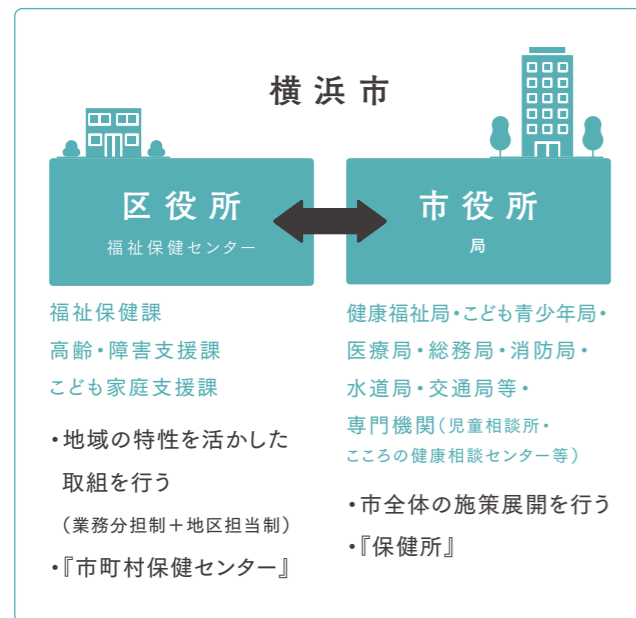 横浜市
区役所
福祉保健センター
福祉保健課
高齢・障害支援課
こども家庭支援課
・地域の特性を活かした
取組を行う
（業務分担制＋地区担当制）
・『市町村保健センター』
市役所
局
健康福祉局・こども青少年局・
医療局・総務局・消防局・
水道局・交通局等・
専門機関（児童相談所・
こころの健康相談センター等）
・市全体の施策展開を行う
・『保健所』